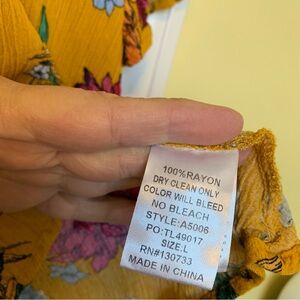 100%RAYON
DRY CLEAN ONLY
COLOR WILL BLEED
NO BLEACH
STYLE:A5006
PO:TL49017
SIZE:L
RN#130733
MADE IN CHINA